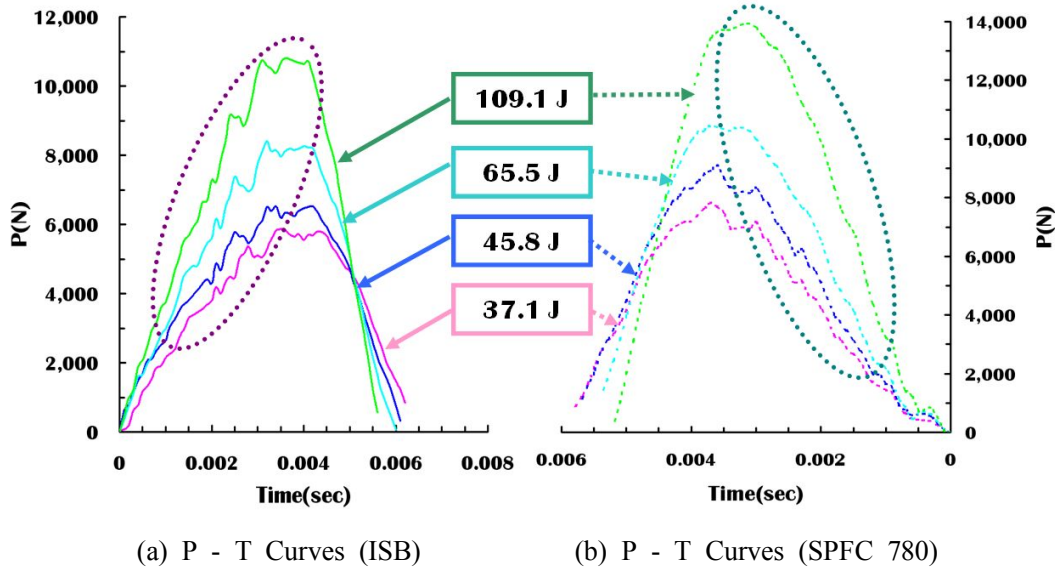 12,000
10,000
8,000
6,000
4,000
2,000
0
P(N)
0 0.002 0.004 0.006 0.008
Time(sec)
109.1 J
65.5 J
45.8 J
37.1 J
14,000
12,000
10,000
8,000
6,000
4,000
2,000
0
P(N)
0.006 0.004 0.002 0
Time(sec)
(a) P - T Curves (ISB)
(b) P - T Curves (SPFC 780)